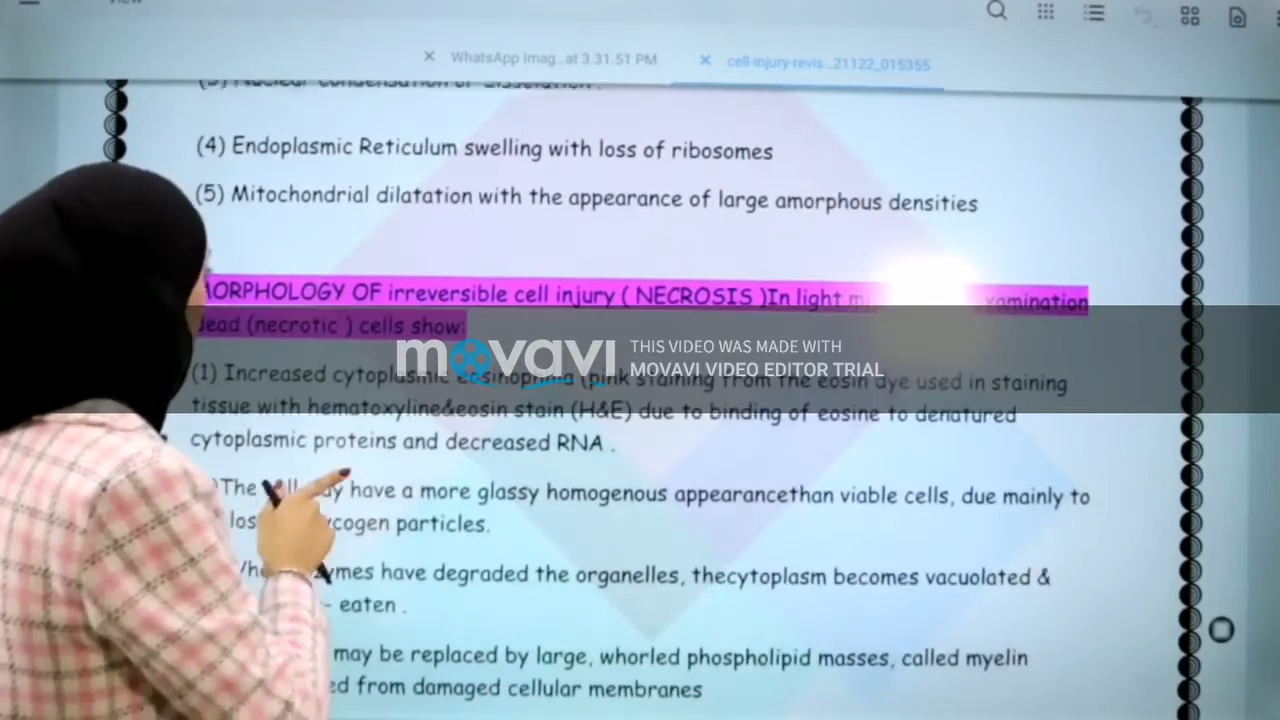 View
WhatsApp Imag...at 3.31.51 PM
cell-injury-revis...21122_015355
(4) Endoplasmic Reticulum swelling with loss of ribosomes
(5) Mitochondrial dilatation with the appearance of large amorphous densities
MORPHOLOGY OF irreversible cell injury ( NECROSIS )In light
dead (necrotic ) cells show:
movavi
THIS VIDEO WAS MADE WITH
MOVAVI VIDEO EDITOR TRIAL
(1) Increased cytoplasmic eosinophilia (pink staining from the eosin dye used in staining
tissue with hematoxyline&eosin stain (H&E) due to binding of eosine to denatured
cytoplasmic proteins and decreased RNA .
The have a more glassy homogenous appearancethan viable cells, due mainly to
particles.
have degraded the organelles, thecytoplasm becomes vacuolated &
- eaten .
may be replaced by large, whorled phospholipid masses, called myelin
from damaged cellular membranes